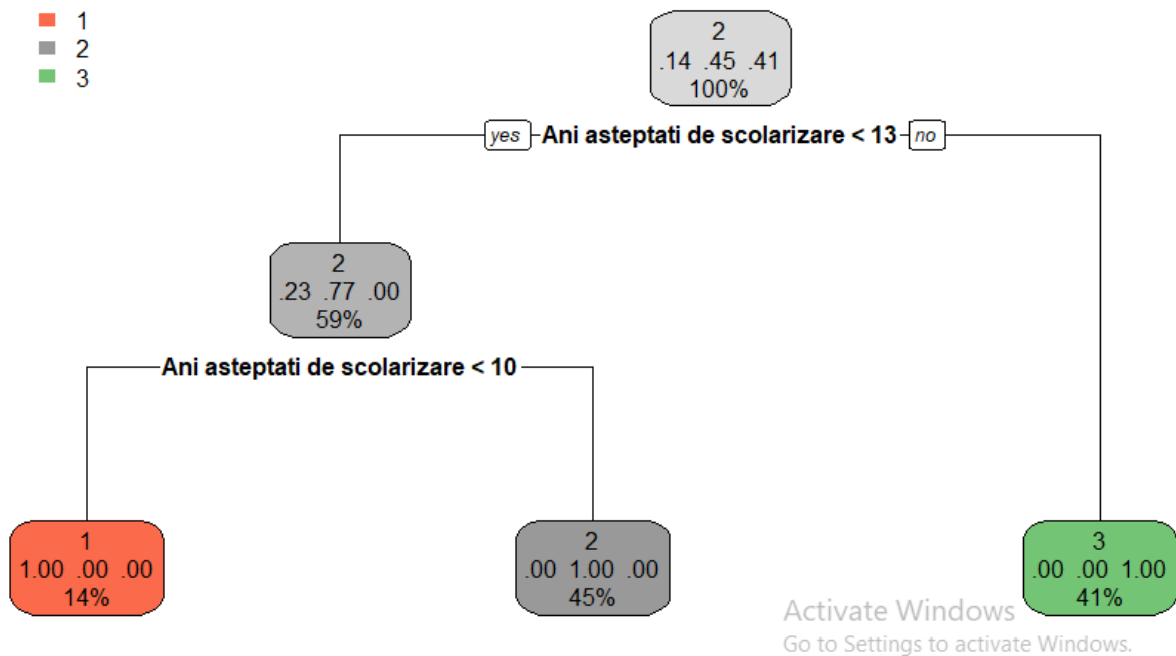 1
2
3
2
.14 .45 .41
100%
yes Ani asteptati de scolarizare < 13 no
2
.23 .77 .00
59%
Ani asteptati de scolarizare < 10
1
1.00 .00 .00
14%
2
.00 1.00 .00
45%
3
.00 .00 1.00
41%
Activate Windows
Go to Settings to activate Windows.